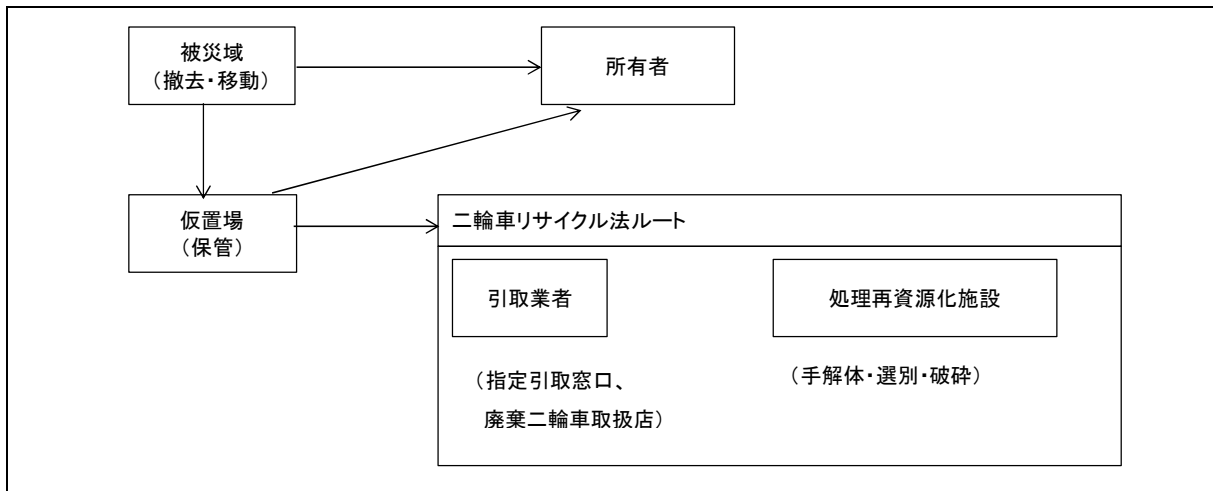 被災域
（撤去・移動）
所有者
仮置場
（保管）
二輪車リサイクル法ルート
引取業者
処理再資源化施設
（指定引取窓口、
廃棄二輪車取扱店）
（手解体・選別・破砕）